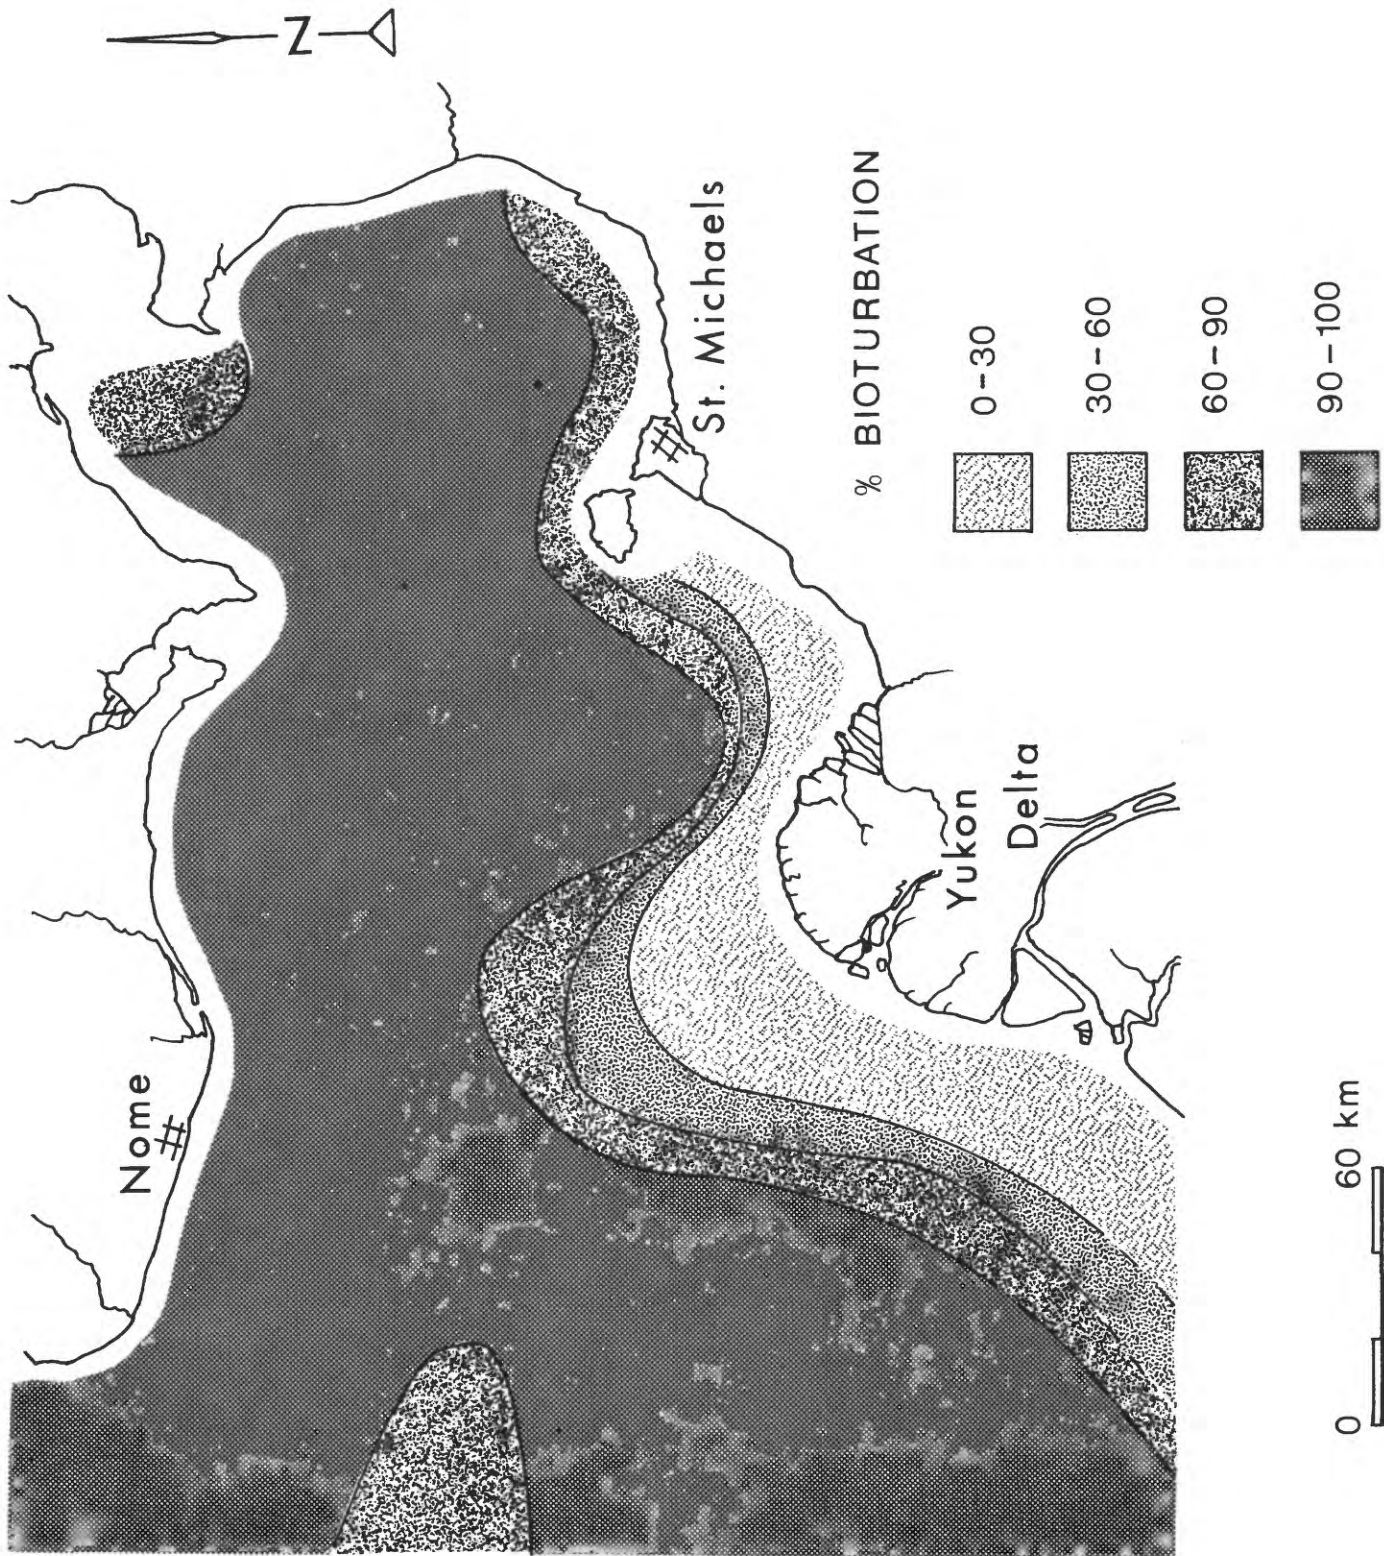 N
Nome
St. Michaels
Yukon
Delta
% BIOTURBATION
0-30
30-60
60-90
90-100
0 60 km